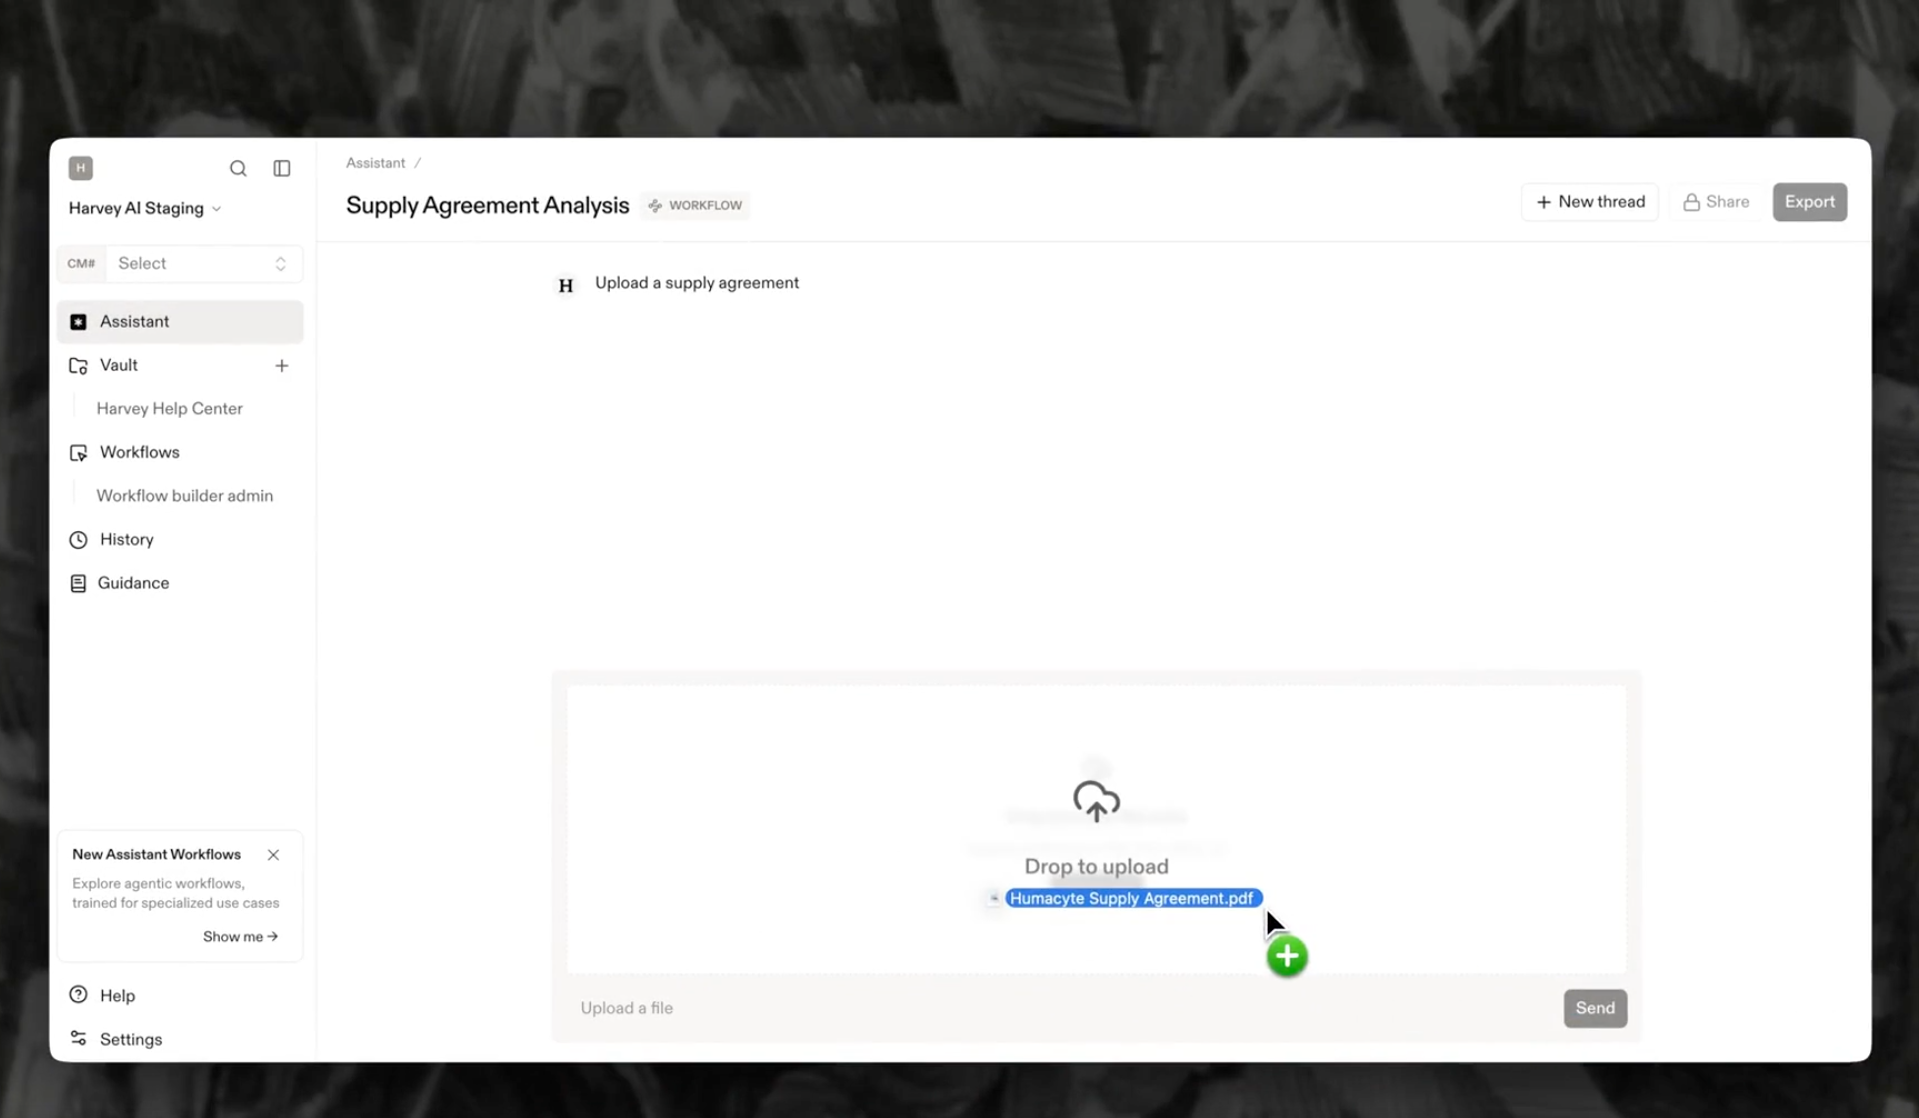 H
Harvey AI Staging
CM# Select
Assistant
Vault
Harvey Help Center
Workflows
Workflow builder admin
History
Guidance
New Assistant Workflows
Explore agentic workflows,
trained for specialized use cases
Show me →
Help
Settings
Assistant /
Supply Agreement Analysis WORKFLOW
+ New thread Share Export
H Upload a supply agreement
Drop to upload
Humacyte Supply Agreement.pdf
Upload a file Send